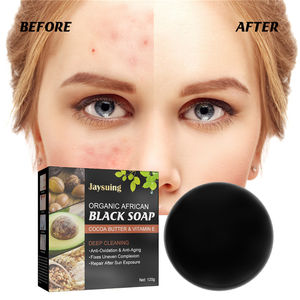 BEFORE
AFTER
Jaysuing
ORGANIC AFRICAN
BLACK SOAP
COCOA BUTTER & VITAMIN E
DEEP CLEANING
•Anti-Oxidation & Anti-Aging
•Fixes Uneven Complexion
•Repair After Sun Exposure
Net: 120g